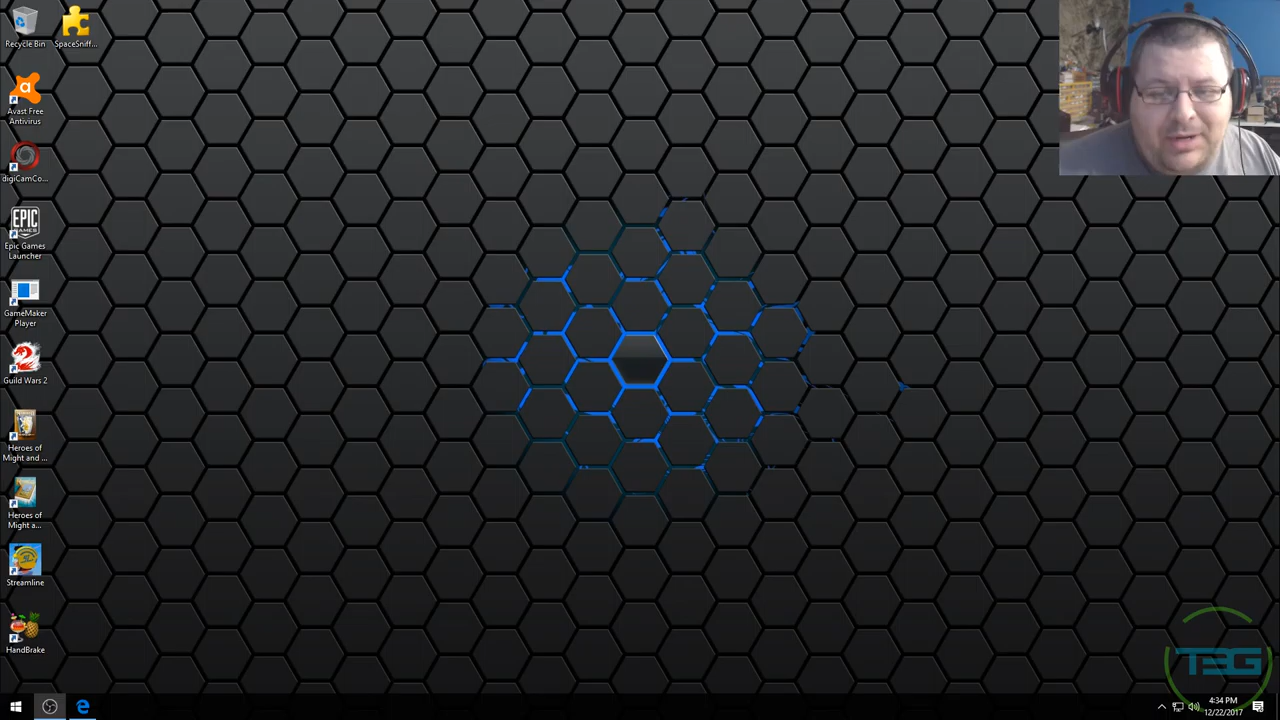 Recycle Bin
SpaceSniff...
Avast Free
Antivirus
digiCamCo...
EPIC
GAMES
Epic Games
Launcher
GameMaker
Player
Guild Wars 2
Heroes of
Might and ...
Heroes of
Might a...
Streamline
HandBrake
TEG
4:34 PM
12/22/2017